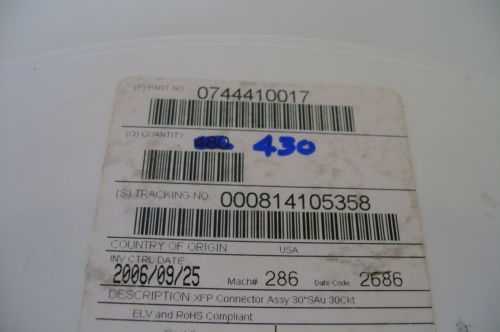 (P) PART NO 0744410017
(Q) QUANTITY 430
(S) TRACKING NO 000814105358
COUNTRY OF ORIGIN USA
INV CTRL DATE
2006/09/25 Mach# 286 Date Code: 2686
DESCRIPTION XFP Connector Assy 30"SAu 30Ckt
ELV and RoHS Compliant